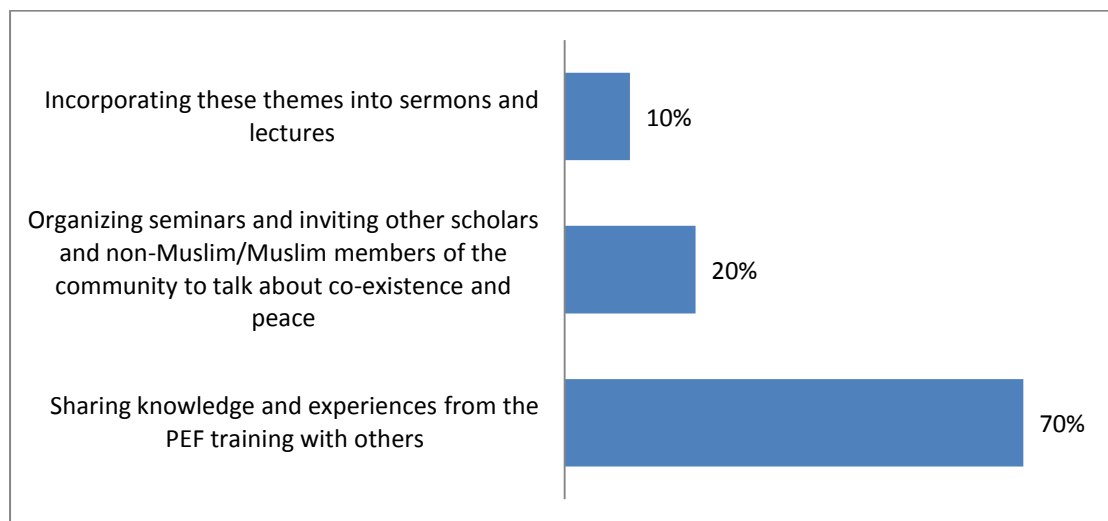 Incorporating these themes into sermons and
lectures
10%
Organizing seminars and inviting other scholars
and non-Muslim/Muslim members of the
community to talk about co-existence and
peace
20%
Sharing knowledge and experiences from the
PEF training with others
70%